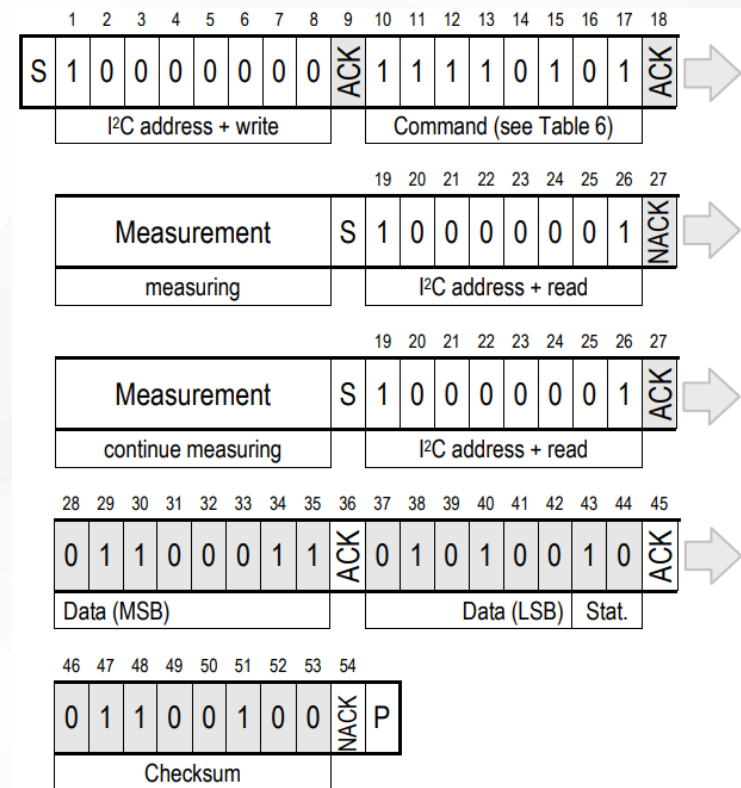 1 2 3 4 5 6 7 8 9 10 11 12 13 14 15 16 17 18
S 1 0 0 0 0 0 0 0 ACK 1 1 1 1 0 1 0 1 ACK
I²C address + write Command (see Table 6)
19 20 21 22 23 24 25 26 27
Measurement S 1 0 0 0 0 0 0 1 NACK
measuring I²C address + read
19 20 21 22 23 24 25 26 27
Measurement S 1 0 0 0 0 0 0 1 ACK
continue measuring I²C address + read
28 29 30 31 32 33 34 35 36 37 38 39 40 41 42 43 44 45
0 1 1 0 0 0 1 1 ACK 0 1 0 1 0 0 1 0 ACK
Data (MSB) Data (LSB) Stat.
46 47 48 49 50 51 52 53 54
0 1 1 0 0 1 0 0 NACK P
Checksum